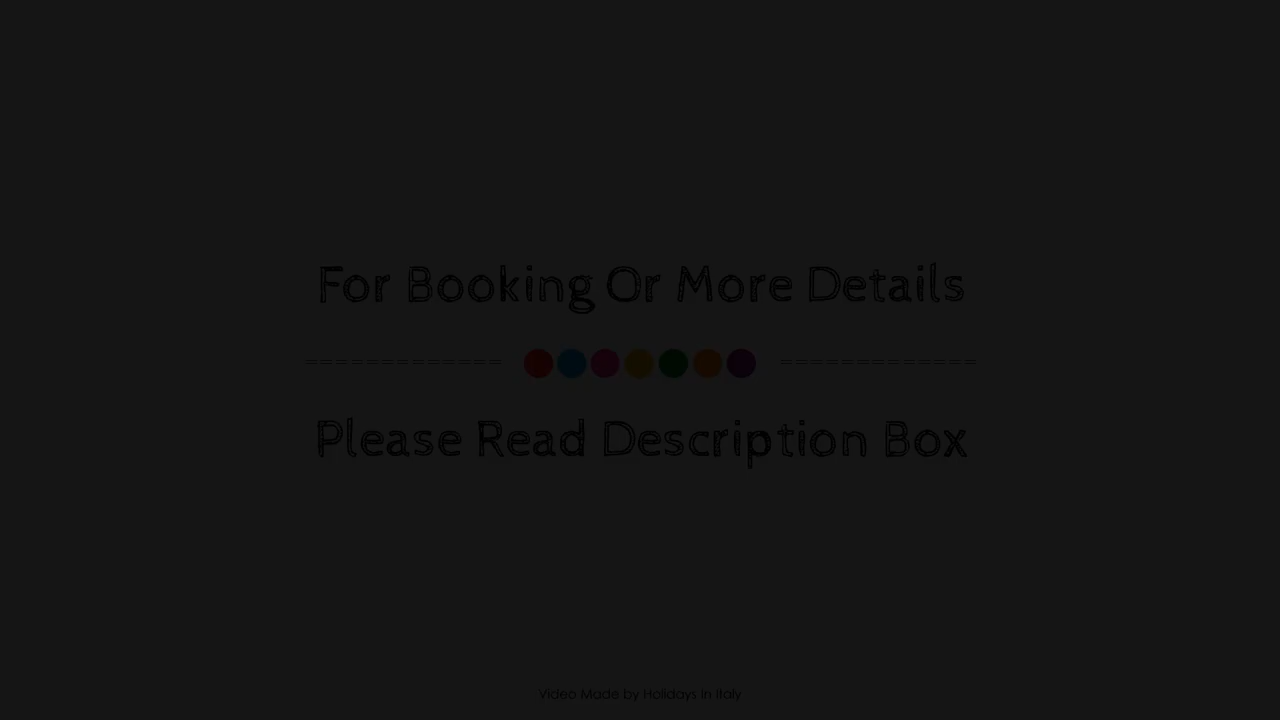 For Booking Or More Details
============= =============
Please Read Description Box
Video Made by Holidays In Italy